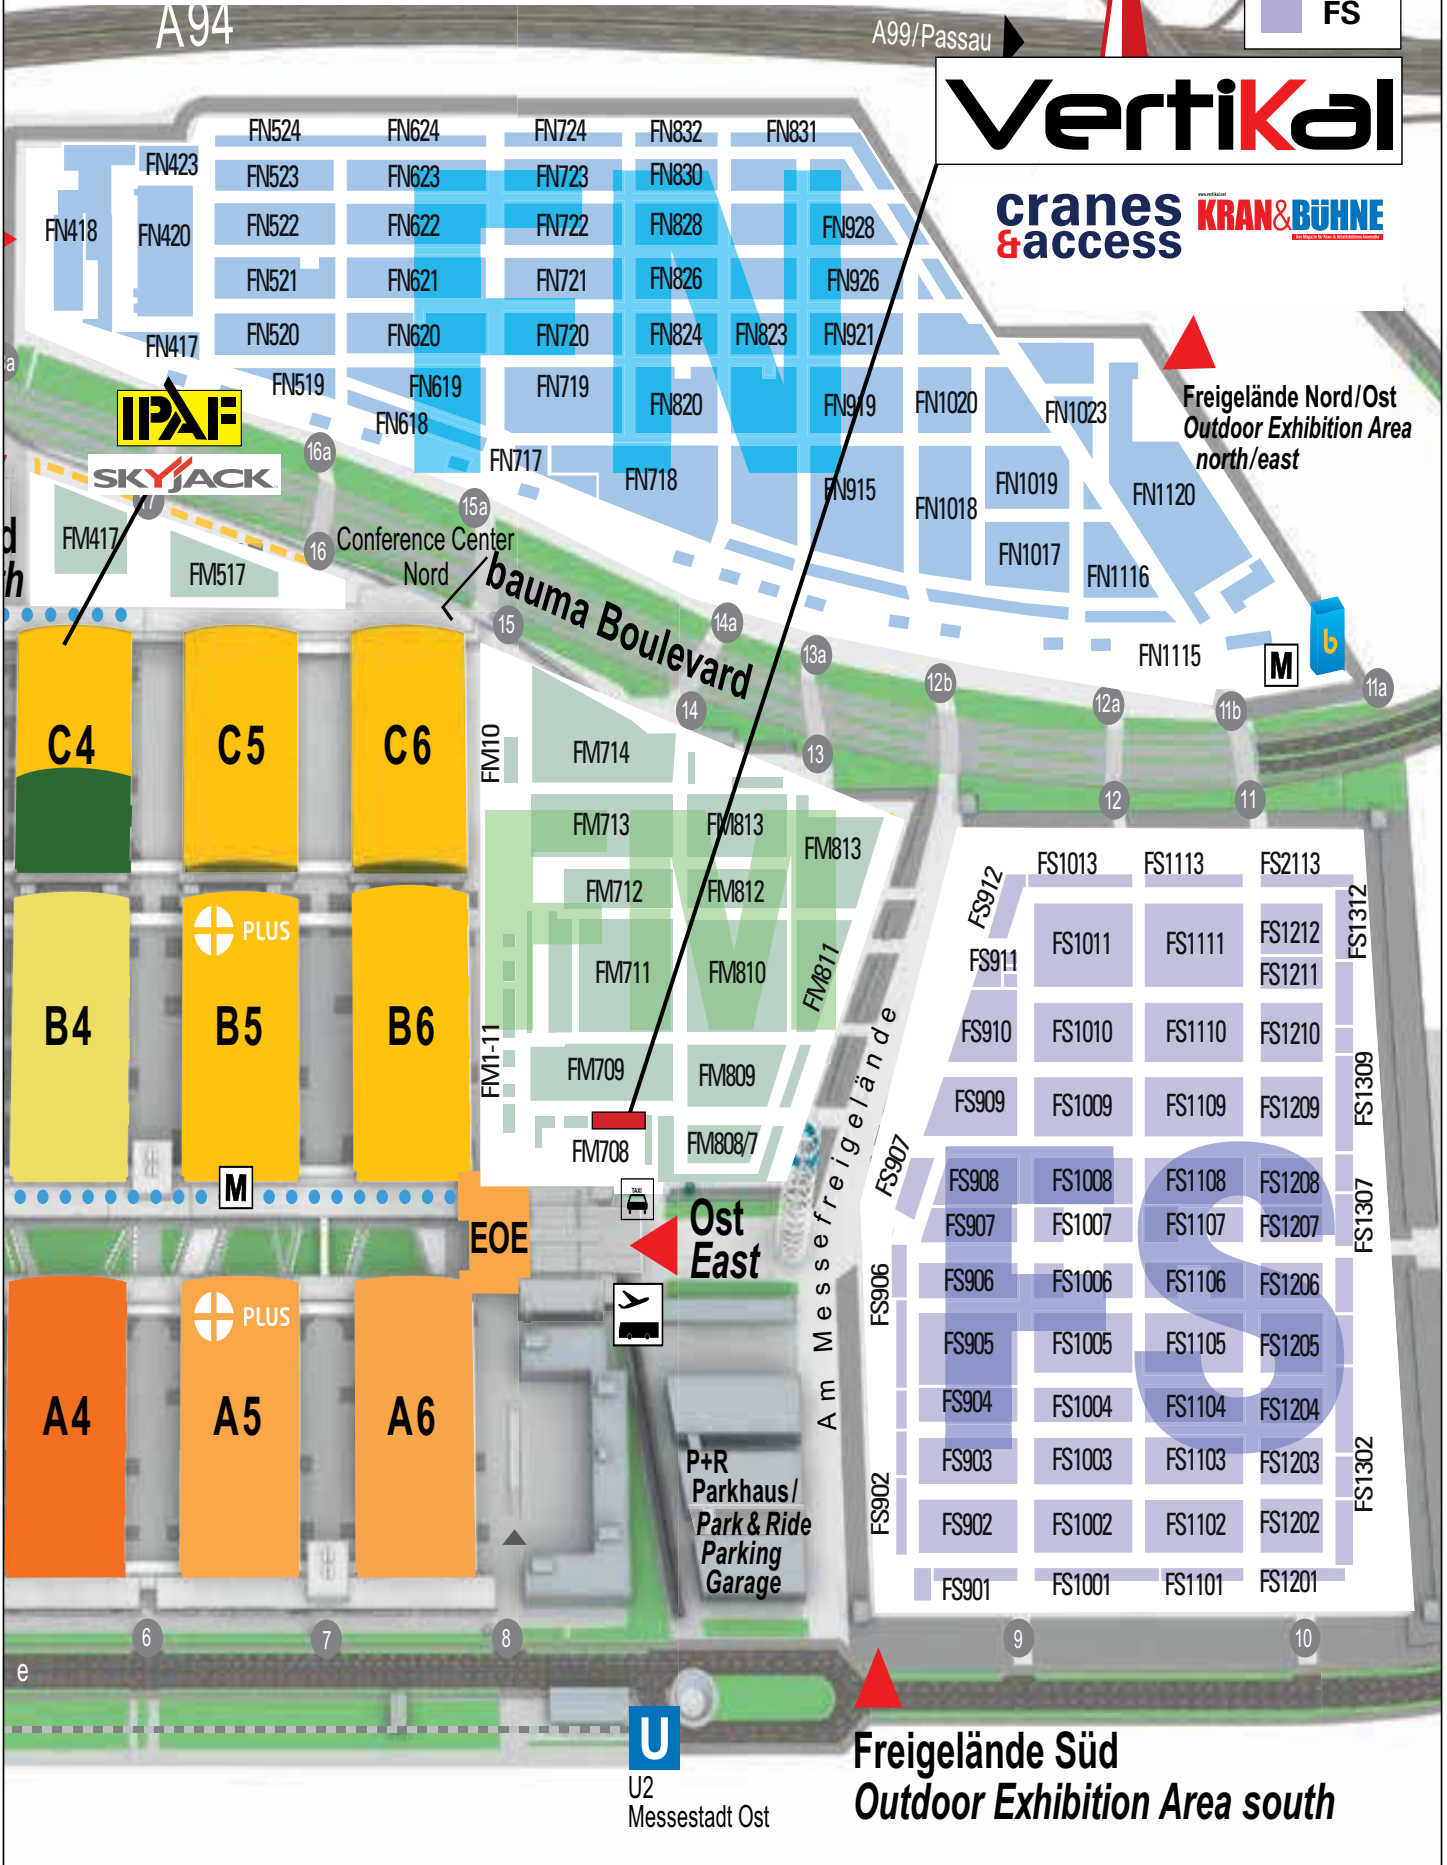 A94
A99/Passau
FS
VertiKal
cranes
&access
www.vertikal.net
KRAN&BÜHNE
FN524
FN624
FN724
FN832
FN831
FN423
FN523
FN623
FN723
FN830
FN418
FN420
FN522
FN622
FN722
FN828
FN928
FN521
FN621
FN721
FN826
FN926
FN417
FN520
FN620
FN720
FN824
FN823
FN921
FN519
FN619
FN719
FN820
FN919
FN1020
FN1023
FN618
FN717
FN718
FN915
FN1018
FN1019
FN1120
FN1017
FN1116
FN1115
FN
Freigelände Nord/Ost
Outdoor Exhibition Area
north/east
IPAF
SKYJACK
a
17
16a
16
15a
15
14a
14
13a
13
12b
12a
12
11b
11
11a
d
h
FM417
FM517
Conference Center
Nord
bauma Boulevard
M
b
C4
C5
C6
B4
B5
PLUS
B6
A4
A5
PLUS
A6
M
EOE
FM10
FM714
FM713
FM813
FM813
FM712
FM812
FM711
FM810
FM811
FM1-11
FM709
FM809
FM708
FM808/7
FM
TAXI
Ost
East
Am Messefreigelände
P+R
Parkhaus/
Park & Ride
Parking
Garage
FS912
FS1013
FS1113
FS2113
FS1312
FS911
FS1011
FS1111
FS1212
FS1211
FS910
FS1010
FS1110
FS1210
FS909
FS1009
FS1109
FS1209
FS1309
FS907
FS908
FS1008
FS1108
FS1208
FS907
FS1007
FS1107
FS1207
FS1307
FS906
FS906
FS1006
FS1106
FS1206
FS905
FS1005
FS1105
FS1205
FS904
FS1004
FS1104
FS1204
FS903
FS1003
FS1103
FS1203
FS902
FS902
FS1002
FS1102
FS1202
FS1302
FS901
FS1001
FS1101
FS1201
FS
6
7
8
9
10
e
U
U2
Messestadt Ost
Freigelände Süd
Outdoor Exhibition Area south